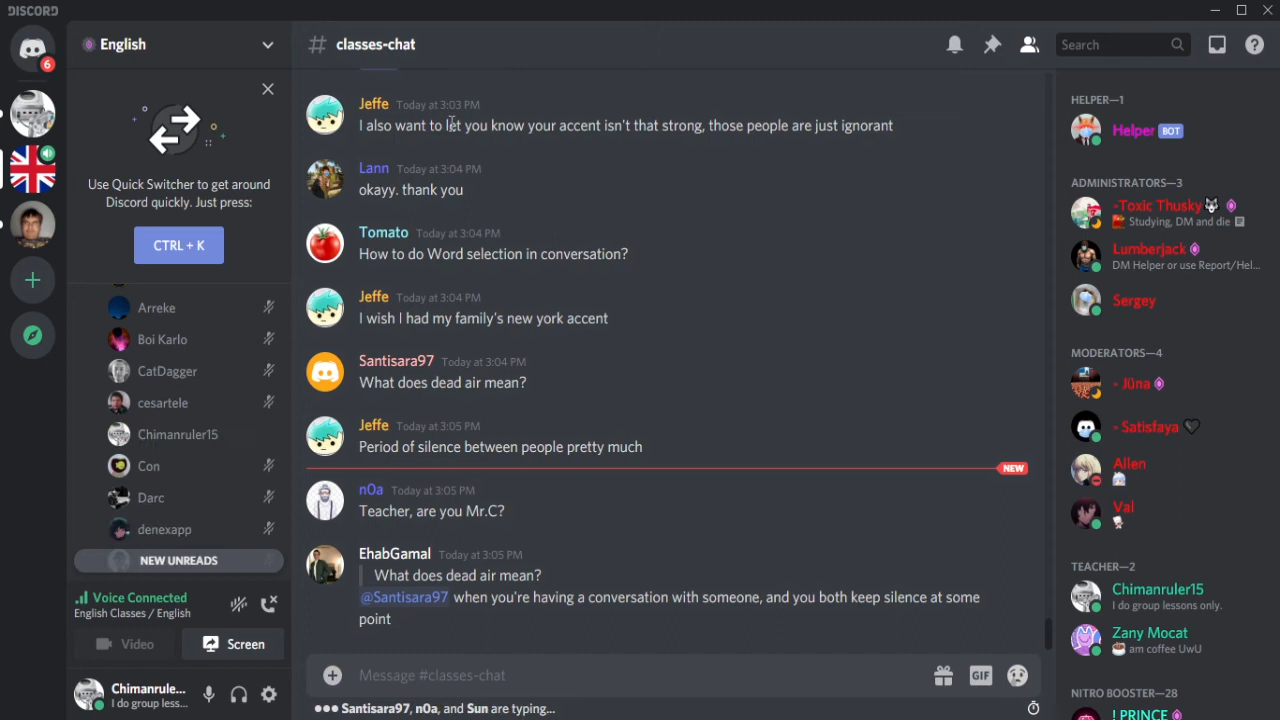 DISCORD
6
English
Use Quick Switcher to get around
Discord quickly. Just press:
CTRL + K
Arreke
Boi Karlo
CatDagger
cesartele
Chimanruler15
Con
Darc
denexapp
NEW UNREADS
Voice Connected
English Classes / English
Video
Screen
Chimanrule...
I do group less...
# classes-chat
Search
Jeffe Today at 3:03 PM
I also want to let you know your accent isn't that strong, those people are just ignorant
Lann Today at 3:04 PM
okayy. thank you
Tomato Today at 3:04 PM
How to do Word selection in conversation?
Jeffe Today at 3:04 PM
I wish I had my family's new york accent
Santisara97 Today at 3:04 PM
What does dead air mean?
Jeffe Today at 3:05 PM
Period of silence between people pretty much
NEW
n0a Today at 3:05 PM
Teacher, are you Mr.C?
EhabGamal Today at 3:05 PM
What does dead air mean?
@Santisara97 when you're having a conversation with someone, and you both keep silence at some
point
Message #classes-chat
GIF
Santisara97, n0a, and Sun are typing...
HELPER—1
Helper BOT
ADMINISTRATORS—3
-Toxic Thusky
Studying, DM and die
Lumberjack
DM Helper or use Report/Hel...
Sergey
MODERATORS—4
- Jüna
- Satisfaya
Allen
Val
TEACHER—2
Chimanruler15
I do group lessons only.
Zany Mocat
am coffee UwU
NITRO BOOSTER—28
! PRINCE